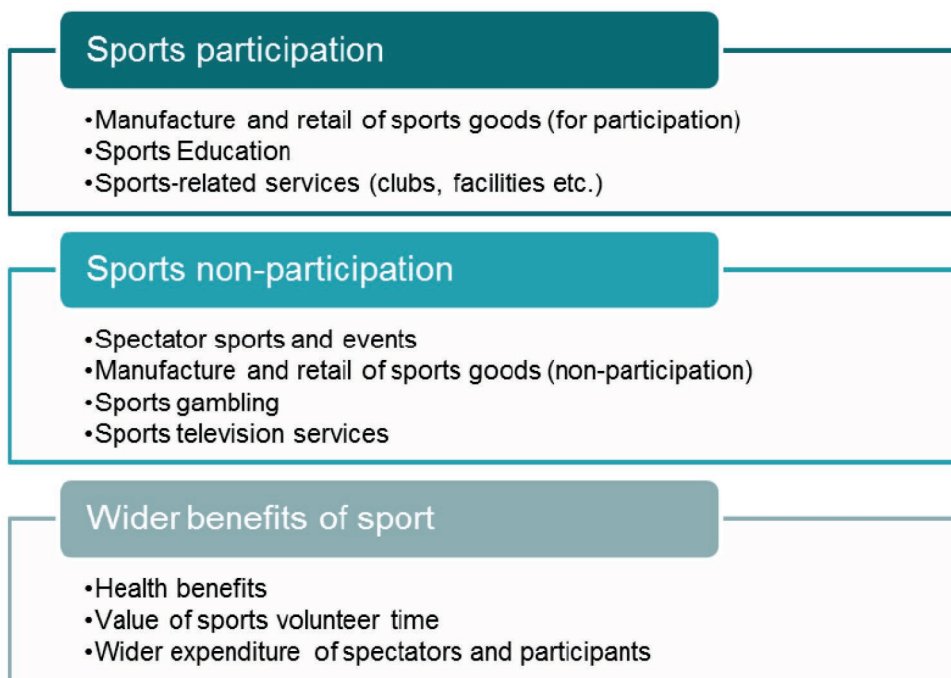 Sports participation
•Manufacture and retail of sports goods (for participation)
•Sports Education
•Sports-related services (clubs, facilities etc.)
Sports non-participation
•Spectator sports and events
•Manufacture and retail of sports goods (non-participation)
•Sports gambling
•Sports television services
Wider benefits of sport
•Health benefits
•Value of sports volunteer time
•Wider expenditure of spectators and participants